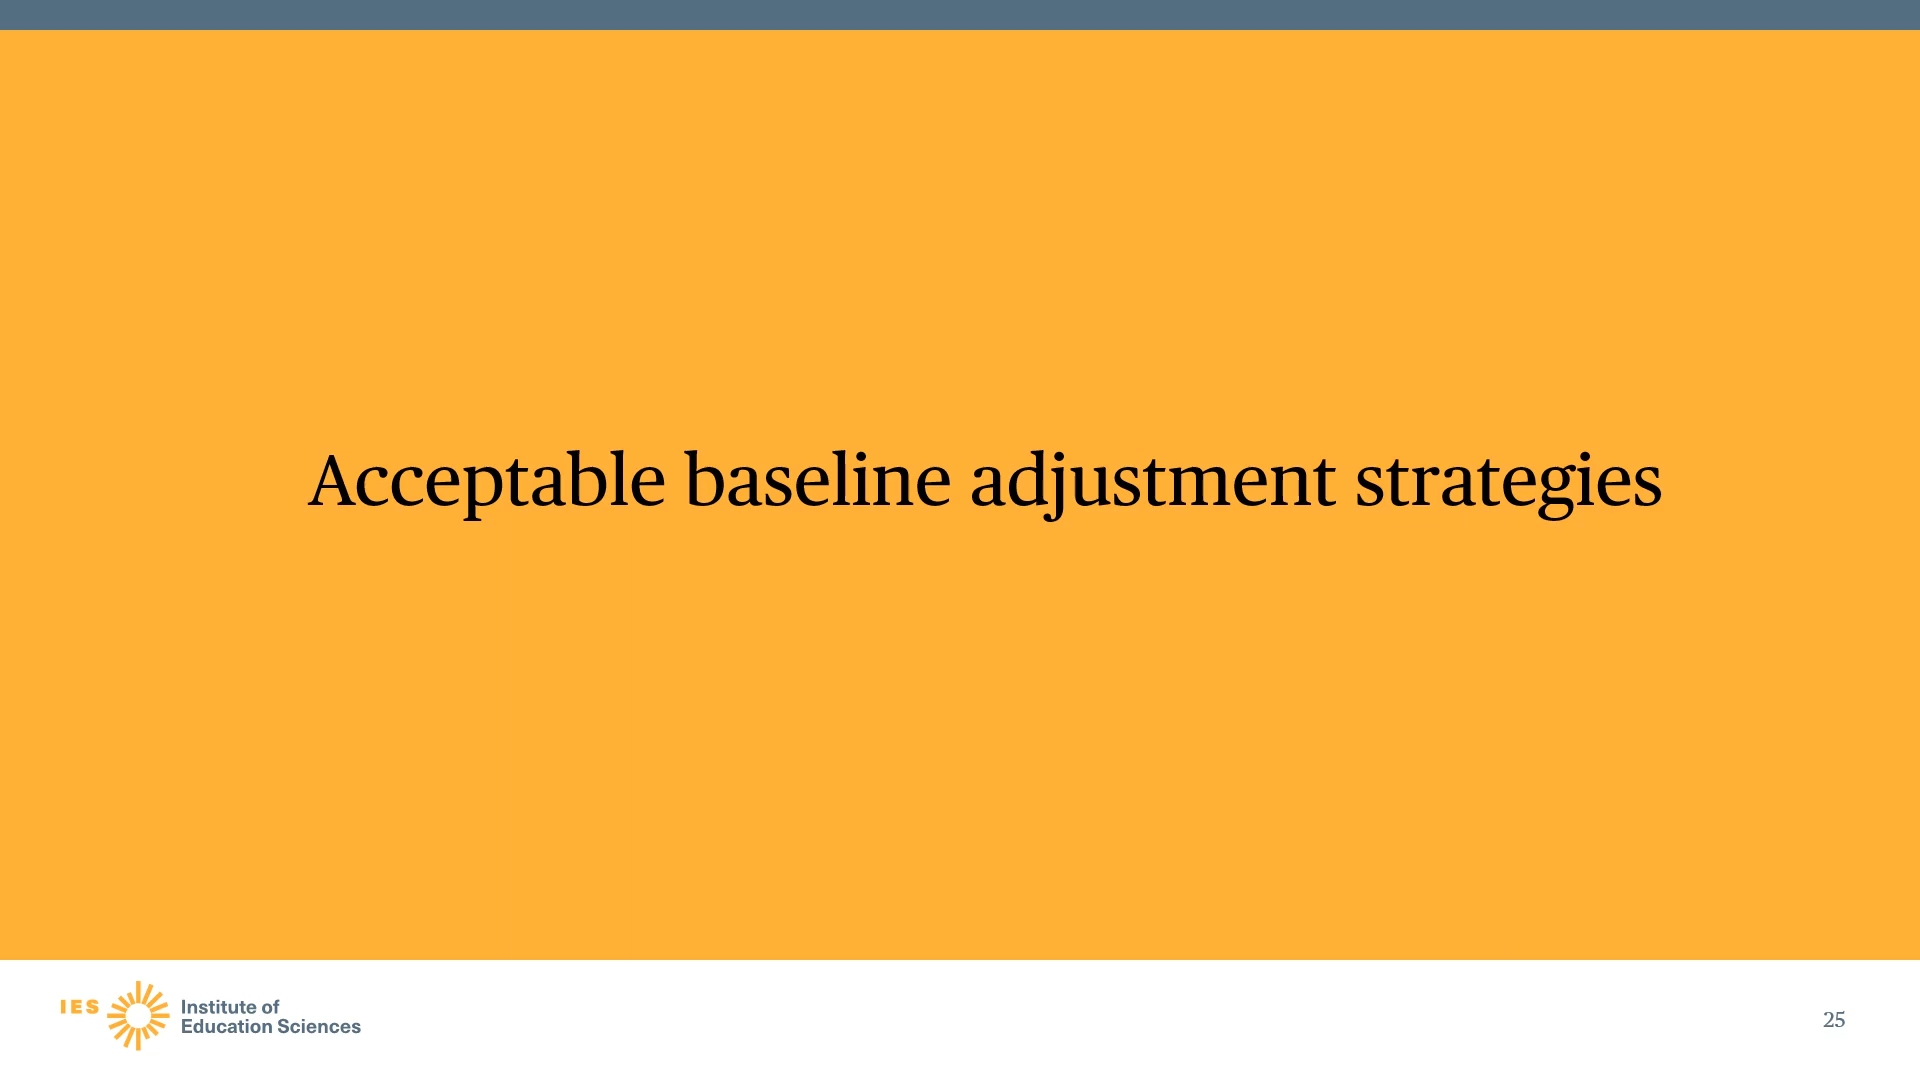 Acceptable baseline adjustment strategies
IES
Institute of
Education Sciences
25